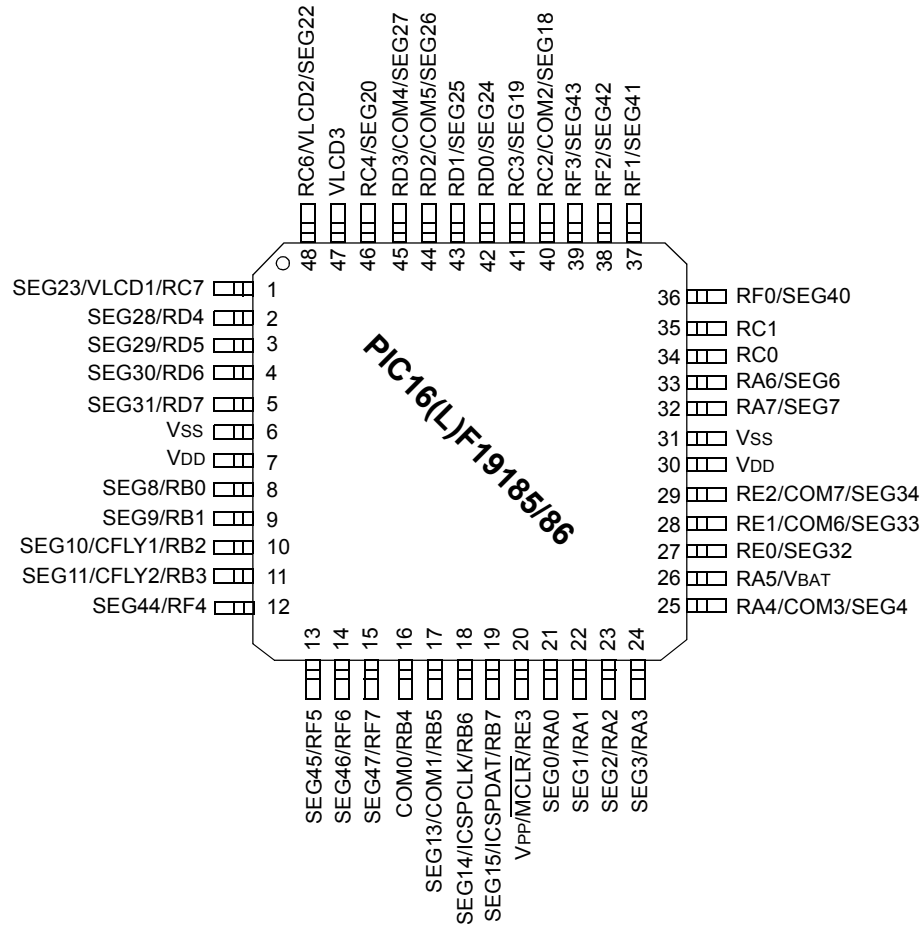 RC6/VLCD2/SEG22
VLCD3
RC4/SEG20
RD3/COM4/SEG27
RD2/COM5/SEG26
RD1/SEG25
RD0/SEG24
RC3/SEG19
RC2/COM2/SEG18
RF3/SEG43
RF2/SEG42
RF1/SEG41
48 47 46 45 44 43 42 41 40 39 38 37
SEG23/VLCD1/RC7 1
SEG28/RD4 2
SEG29/RD5 3
SEG30/RD6 4
SEG31/RD7 5
VSS 6
VDD 7
SEG8/RB0 8
SEG9/RB1 9
SEG10/CFLY1/RB2 10
SEG11/CFLY2/RB3 11
SEG44/RF4 12
PIC16(L)F19185/86
36 RF0/SEG40
35 RC1
34 RC0
33 RA6/SEG6
32 RA7/SEG7
31 VSS
30 VDD
29 RE2/COM7/SEG34
28 RE1/COM6/SEG33
27 RE0/SEG32
26 RA5/VBAT
25 RA4/COM3/SEG4
13 14 15 16 17 18 19 20 21 22 23 24
SEG45/RF5
SEG46/RF6
SEG47/RF7
COM0/RB4
SEG13/COM1/RB5
SEG14/ICSPCLK/RB6
SEG15/ICSPDAT/RB7
VPP/MCLR/RE3
SEG0/RA0
SEG1/RA1
SEG2/RA2
SEG3/RA3